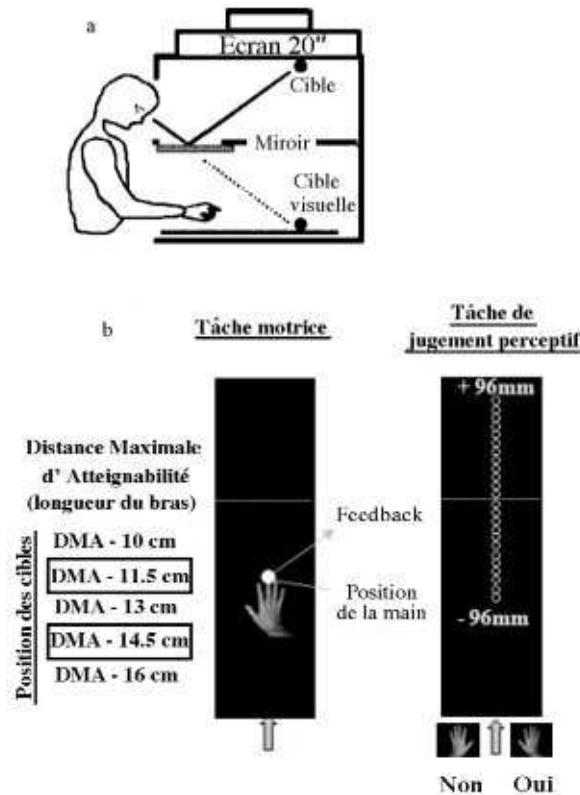 a
Ecran 20"
Cible
Miroir
Cible
visuelle
b
Tâche motrice
Tâche de
jugement perceptif
+ 96mm
Distance Maximale
d' Atteignabilité
(longueur du bras)
Position des cibles
DMA - 10 cm
DMA - 11.5 cm
DMA - 13 cm
DMA - 14.5 cm
DMA - 16 cm
Feedback
Position
de la main
- 96mm
Non Oui